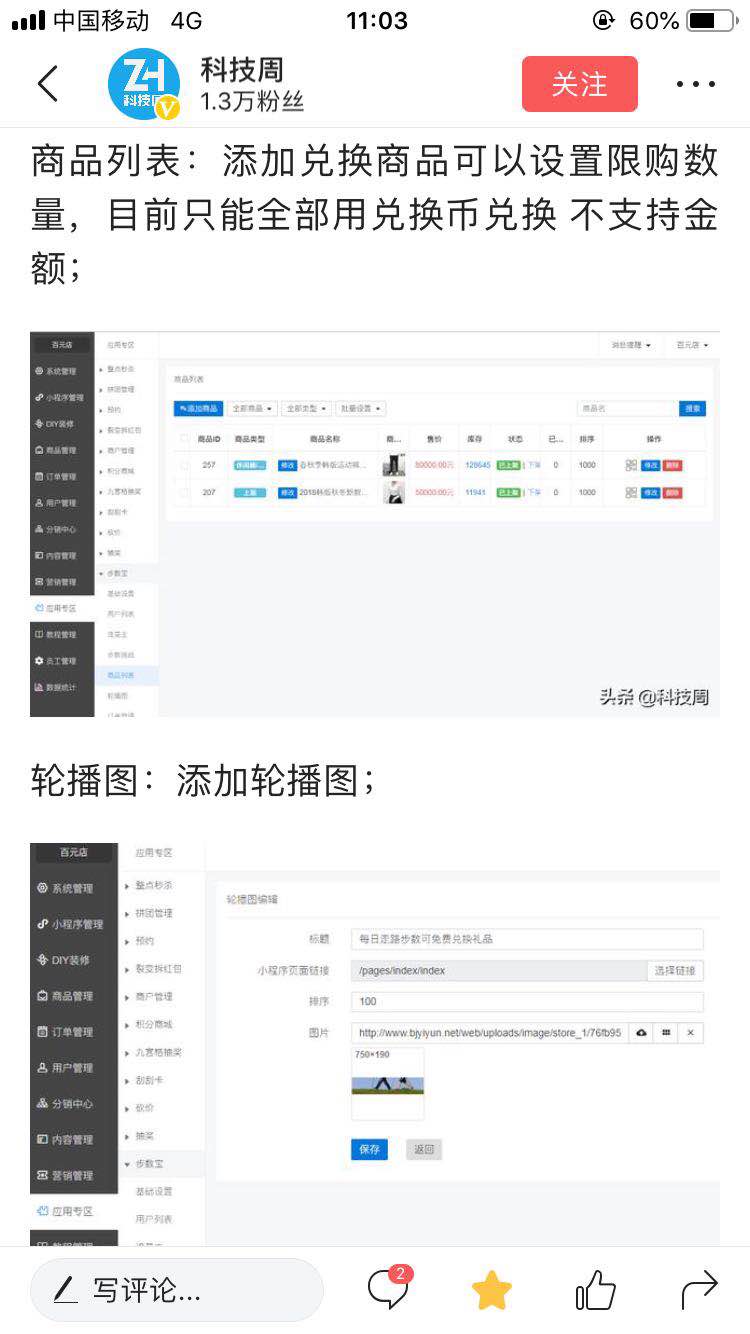 中国移动 4G 11:03 60%
ZH
科技周
V
科技周
1.3万粉丝
关注
商品列表：添加兑换商品可以设置限购数
量，目前只能全部用兑换币兑换 不支持金
额；
百元店 应用专区 消息提醒 百元店
系统管理
小程序管理
DIY装修
商品管理
订单管理
用户管理
分销中心
内容管理
营销管理
应用专区
教程管理
员工管理
数据统计
整点秒杀
拼团管理
预约
裂变拆红包
商户管理
积分商城
九宫格抽奖
刮刮卡
砍价
抽奖
步数宝
基础设置
用户列表
流量主
步数挑战
商品列表
轮播图
订单管理
商品列表
添加商品 全部商品 全部类型 批量设置 商品名 搜索
商品ID 商品类型 商品名称 商... 售价 库存 状态 已... 排序 操作
257 修改 春秋季韩版运动裤... 80000.00元 128645 已上架 | 下架 0 1000 修改 删除
207 上装 修改 2018韩版秋冬新款... 50000.00元 11941 已上架 | 下架 0 1000 修改 删除
头条 @科技周
轮播图：添加轮播图；
百元店 应用专区
系统管理
小程序管理
DIY装修
商品管理
订单管理
用户管理
分销中心
内容管理
营销管理
应用专区
教程管理
整点秒杀
拼团管理
预约
裂变拆红包
商户管理
积分商城
九宫格抽奖
刮刮卡
砍价
抽奖
步数宝
基础设置
用户列表
轮播图编辑
标题 每日走路步数可免费兑换礼品
小程序页面链接 /pages/index/index 选择链接
排序 100
图片 http://www.bjyiyun.net/web/uploads/image/store_1/76fb95
750×190
保存 返回
写评论...
2